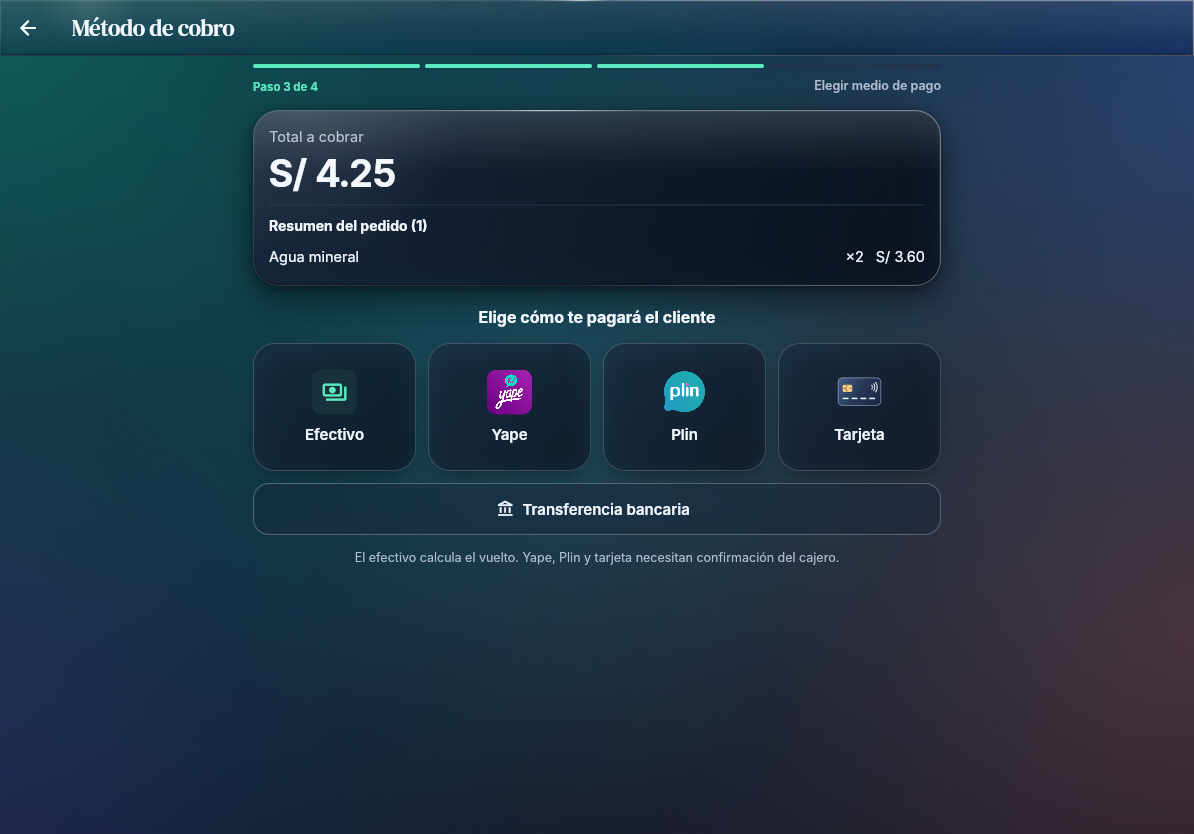 Método de cobro
Paso 3 de 4
Elegir medio de pago
Total a cobrar
S/ 4.25
Resumen del pedido (1)
Agua mineral ×2 S/ 3.60
Elige cómo te pagará el cliente
yape
plin
Efectivo
Yape
Plin
Tarjeta
Transferencia bancaria
El efectivo calcula el vuelto. Yape, Plin y tarjeta necesitan confirmación del cajero.